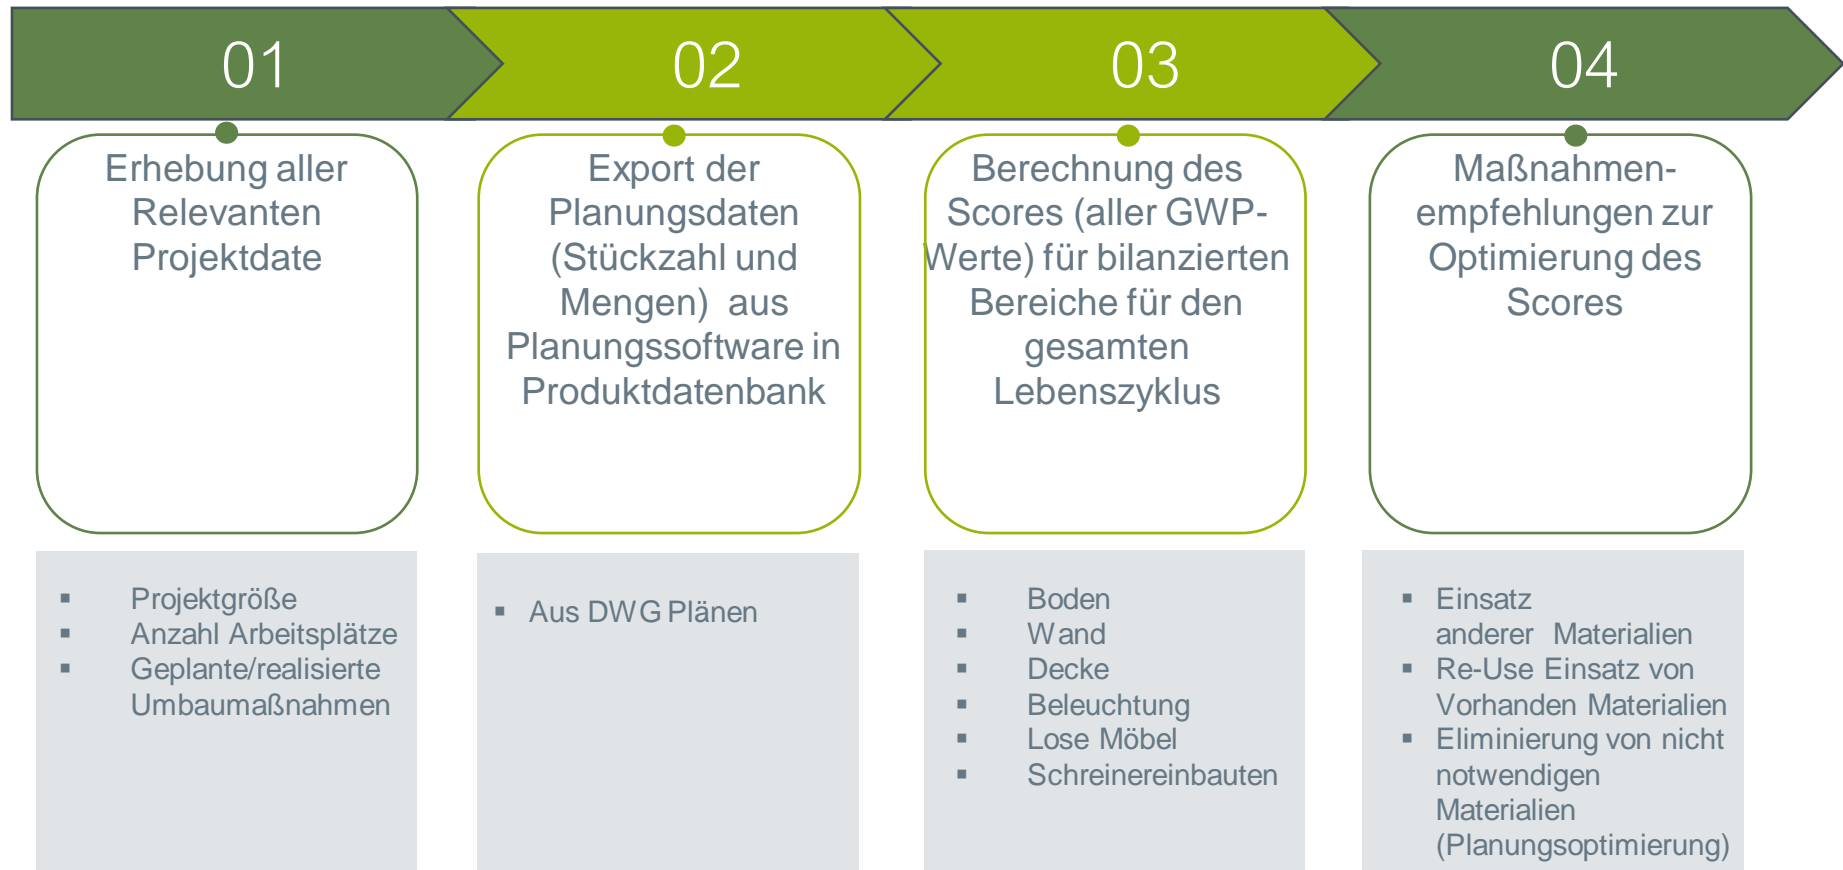 01
02
03
04
Erhebung aller
Relevanten
Projektdate
Export der
Planungsdaten
(Stückzahl und
Mengen) aus
Planungssoftware in
Produktdatenbank
Berechnung des
Scores (aller GWP-
Werte) für bilanzierten
Bereiche für den
gesamten
Lebenszyklus
Maßnahmen-
empfehlungen zur
Optimierung des
Scores
▪ Projektgröße
▪ Anzahl Arbeitsplätze
▪ Geplante/realisierte
Umbaumaßnahmen
▪ Aus DWG Plänen
▪ Boden
▪ Wand
▪ Decke
▪ Beleuchtung
▪ Lose Möbel
▪ Schreinereinbauten
▪ Einsatz
anderer Materialien
▪ Re-Use Einsatz von
Vorhanden Materialien
▪ Eliminierung von nicht
notwendigen
Materialien
(Planungsoptimierung)